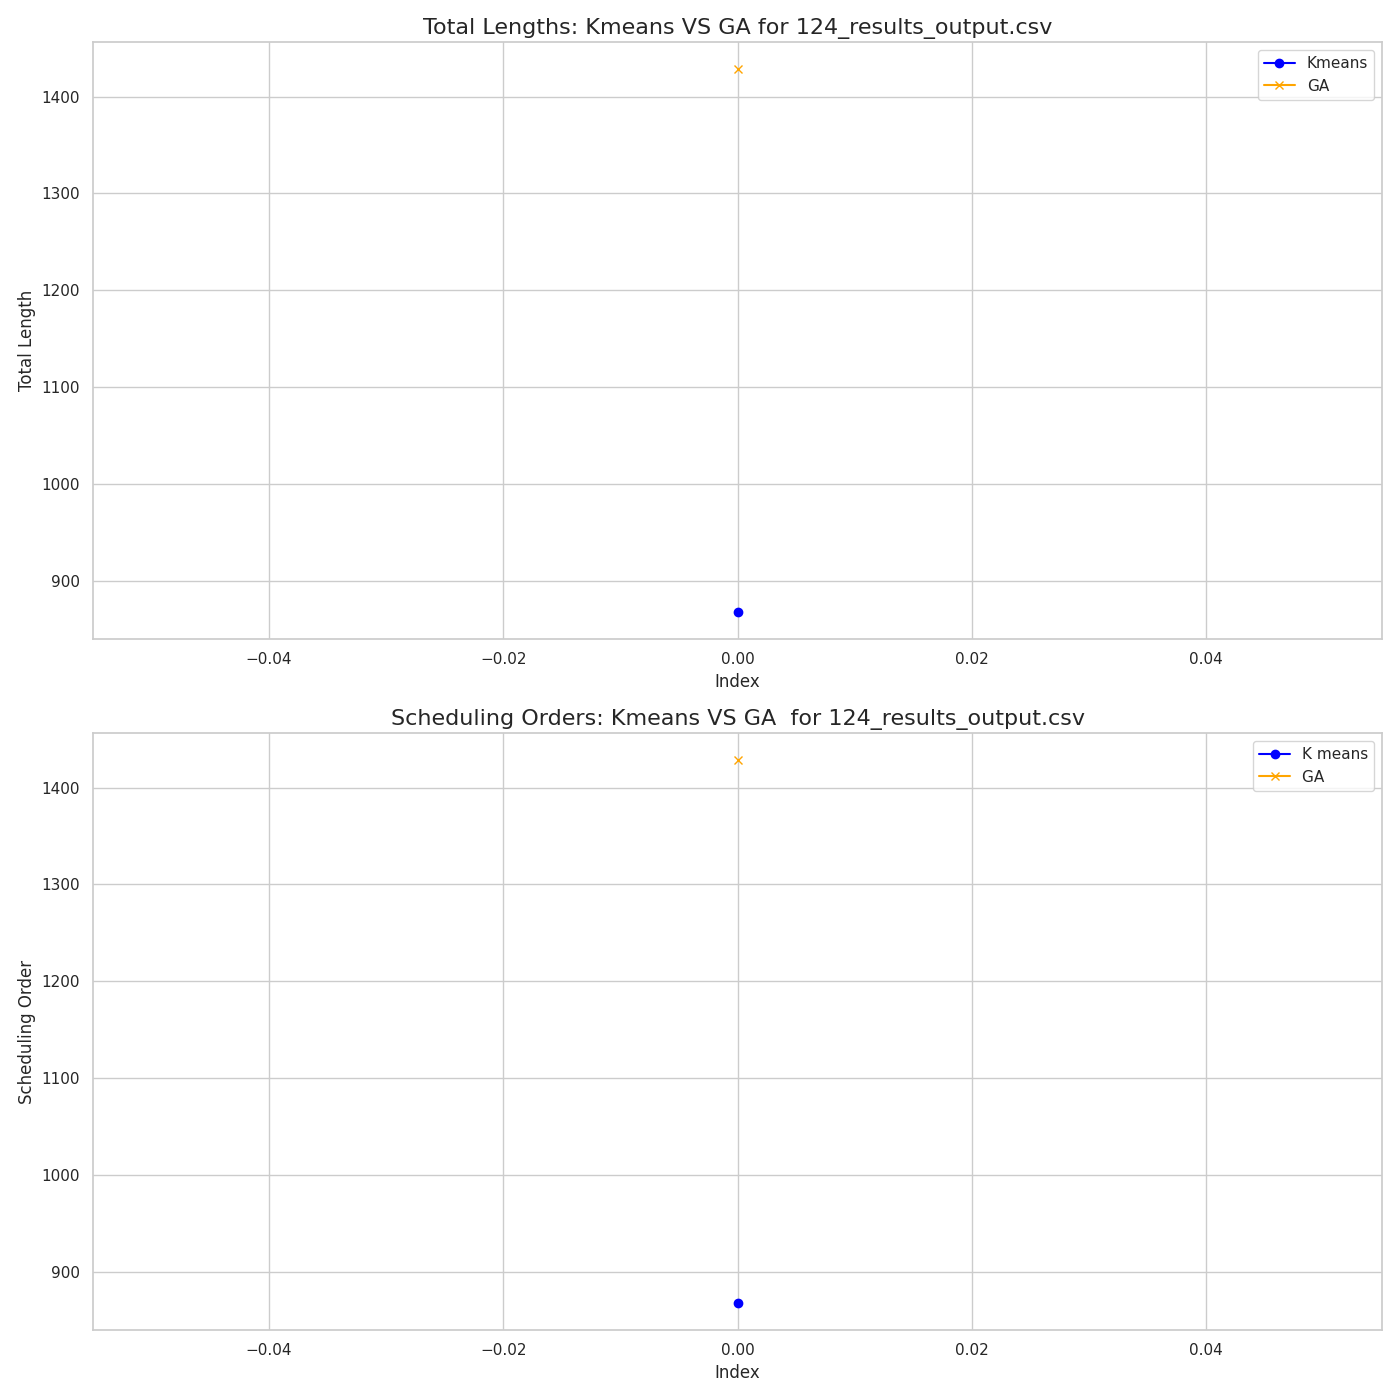 Total Lengths: Kmeans VS GA for 124_results_output.csv
Kmeans
GA
1400
1300
1200
1100
1000
900
Total Length
−0.04 −0.02 0.00 0.02 0.04
Index
Scheduling Orders: Kmeans VS GA  for 124_results_output.csv
K means
GA
1400
1300
1200
1100
1000
900
Scheduling Order
−0.04 −0.02 0.00 0.02 0.04
Index